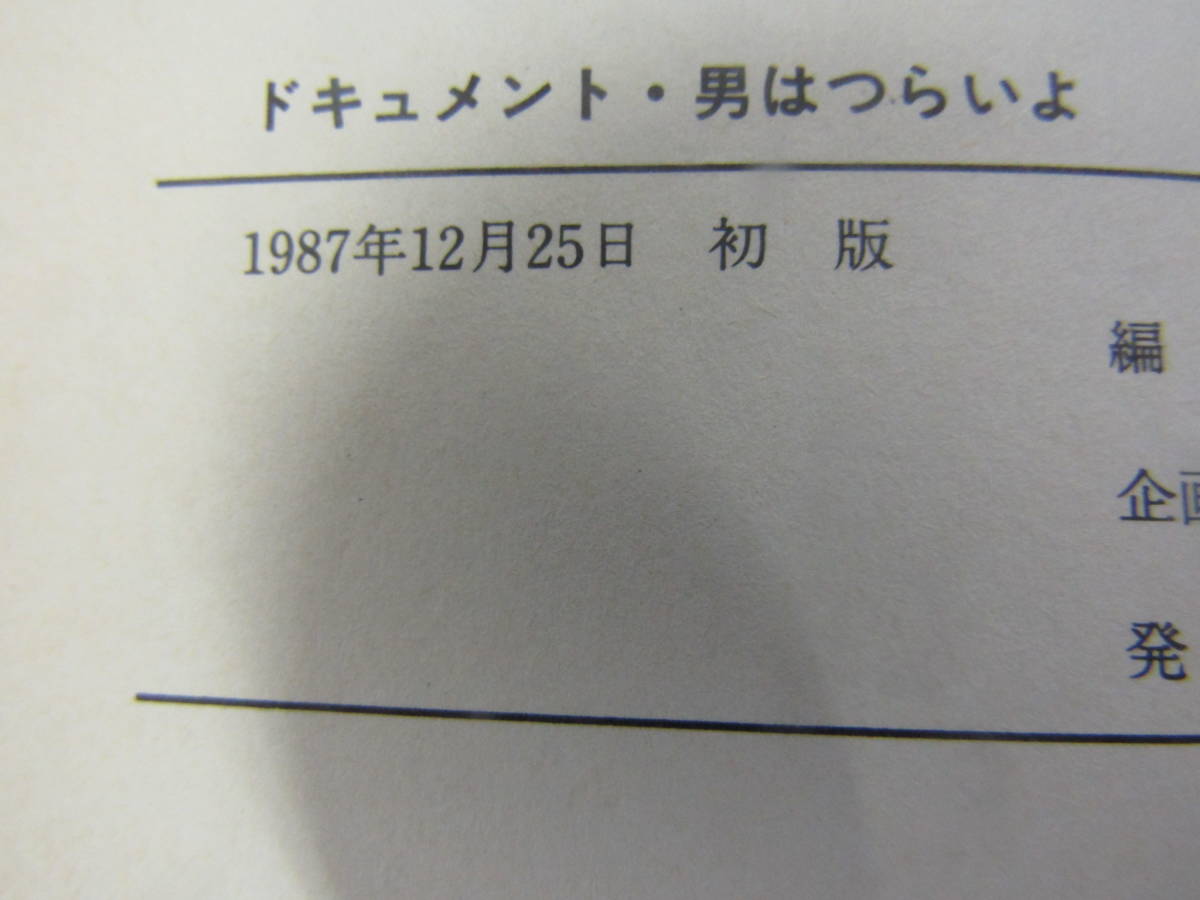 ドキュメント・男はつらいよ
1987年12月25日　初　版
編
企画
発